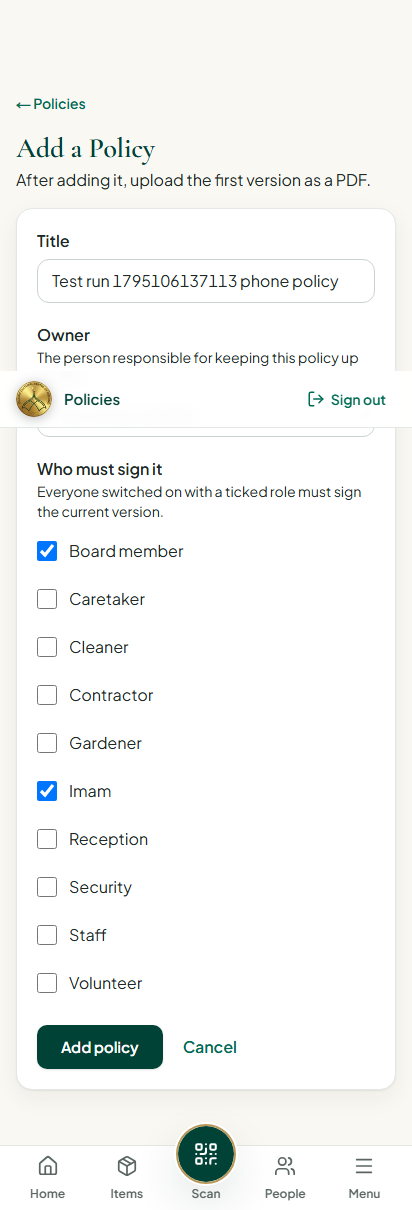 ← Policies
Add a Policy
After adding it, upload the first version as a PDF.
Title
Test run 1795106137113 phone policy
Owner
The person responsible for keeping this policy up
Policies
Sign out
Who must sign it
Everyone switched on with a ticked role must sign
the current version.
Board member
Caretaker
Cleaner
Contractor
Gardener
Imam
Reception
Security
Staff
Volunteer
Add policy
Cancel
Home
Items
Scan
People
Menu